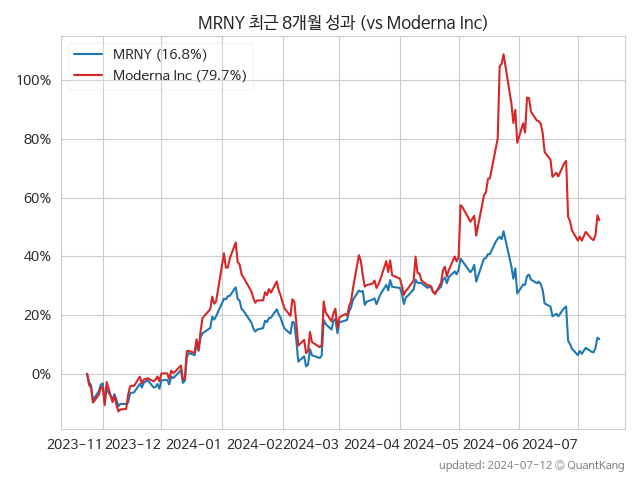 MRNY 최근 8개월 성과 (vs Moderna Inc)
MRNY (16.8%)
Moderna Inc (79.7%)
100%
80%
60%
40%
20%
0%
2023-11 2023-12 2024-01 2024-02 2024-03 2024-04 2024-05 2024-06 2024-07
updated: 2024-07-12 © QuantKang